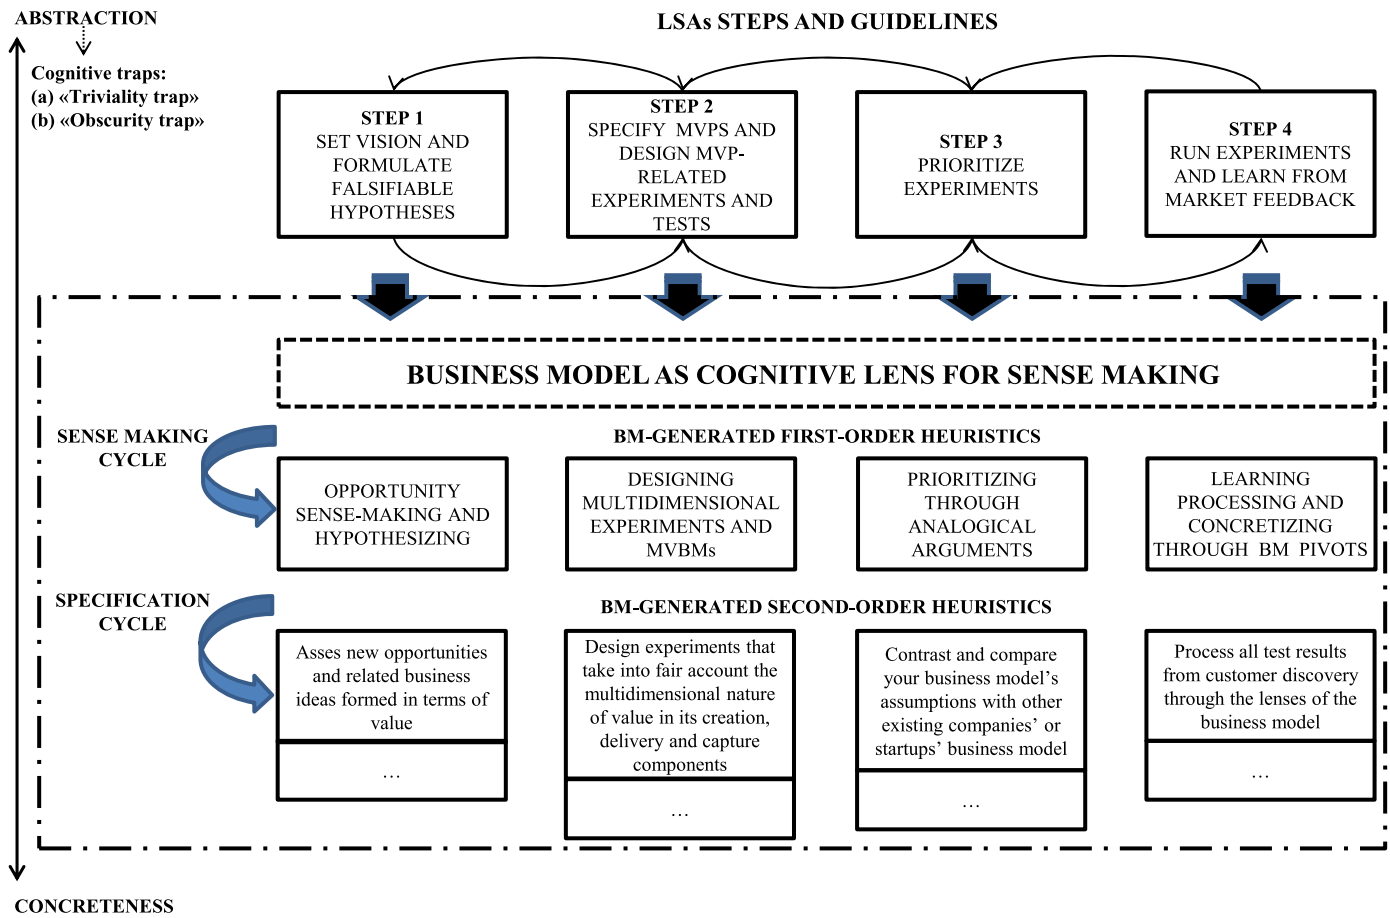 ABSTRACTION
LSAs STEPS AND GUIDELINES
Cognitive traps:
(a) «Triviality trap»
(b) «Obscurity trap»
STEP 1
SET VISION AND
FORMULATE
FALSIFIABLE
HYPOTHESES
STEP 2
SPECIFY MVPS AND
DESIGN MVP-
RELATED
EXPERIMENTS AND
TESTS
STEP 3
PRIORITIZE
EXPERIMENTS
STEP 4
RUN EXPERIMENTS
AND LEARN FROM
MARKET FEEDBACK
BUSINESS MODEL AS COGNITIVE LENS FOR SENSE MAKING
SENSE MAKING
CYCLE
BM-GENERATED FIRST-ORDER HEURISTICS
OPPORTUNITY
SENSE-MAKING AND
HYPOTHESIZING
DESIGNING
MULTIDIMENSIONAL
EXPERIMENTS AND
MVBMs
PRIORITIZING
THROUGH
ANALOGICAL
ARGUMENTS
LEARNING
PROCESSING AND
CONCRETIZING
THROUGH BM PIVOTS
SPECIFICATION
CYCLE
BM-GENERATED SECOND-ORDER HEURISTICS
Asses new opportunities
and related business
ideas formed in terms of
value
…
Design experiments that
take into fair account the
multidimensional nature
of value in its creation,
delivery and capture
components
…
Contrast and compare
your business model’s
assumptions with other
existing companies’ or
startups’ business model
…
Process all test results
from customer discovery
through the lenses of the
business model
…
CONCRETENESS